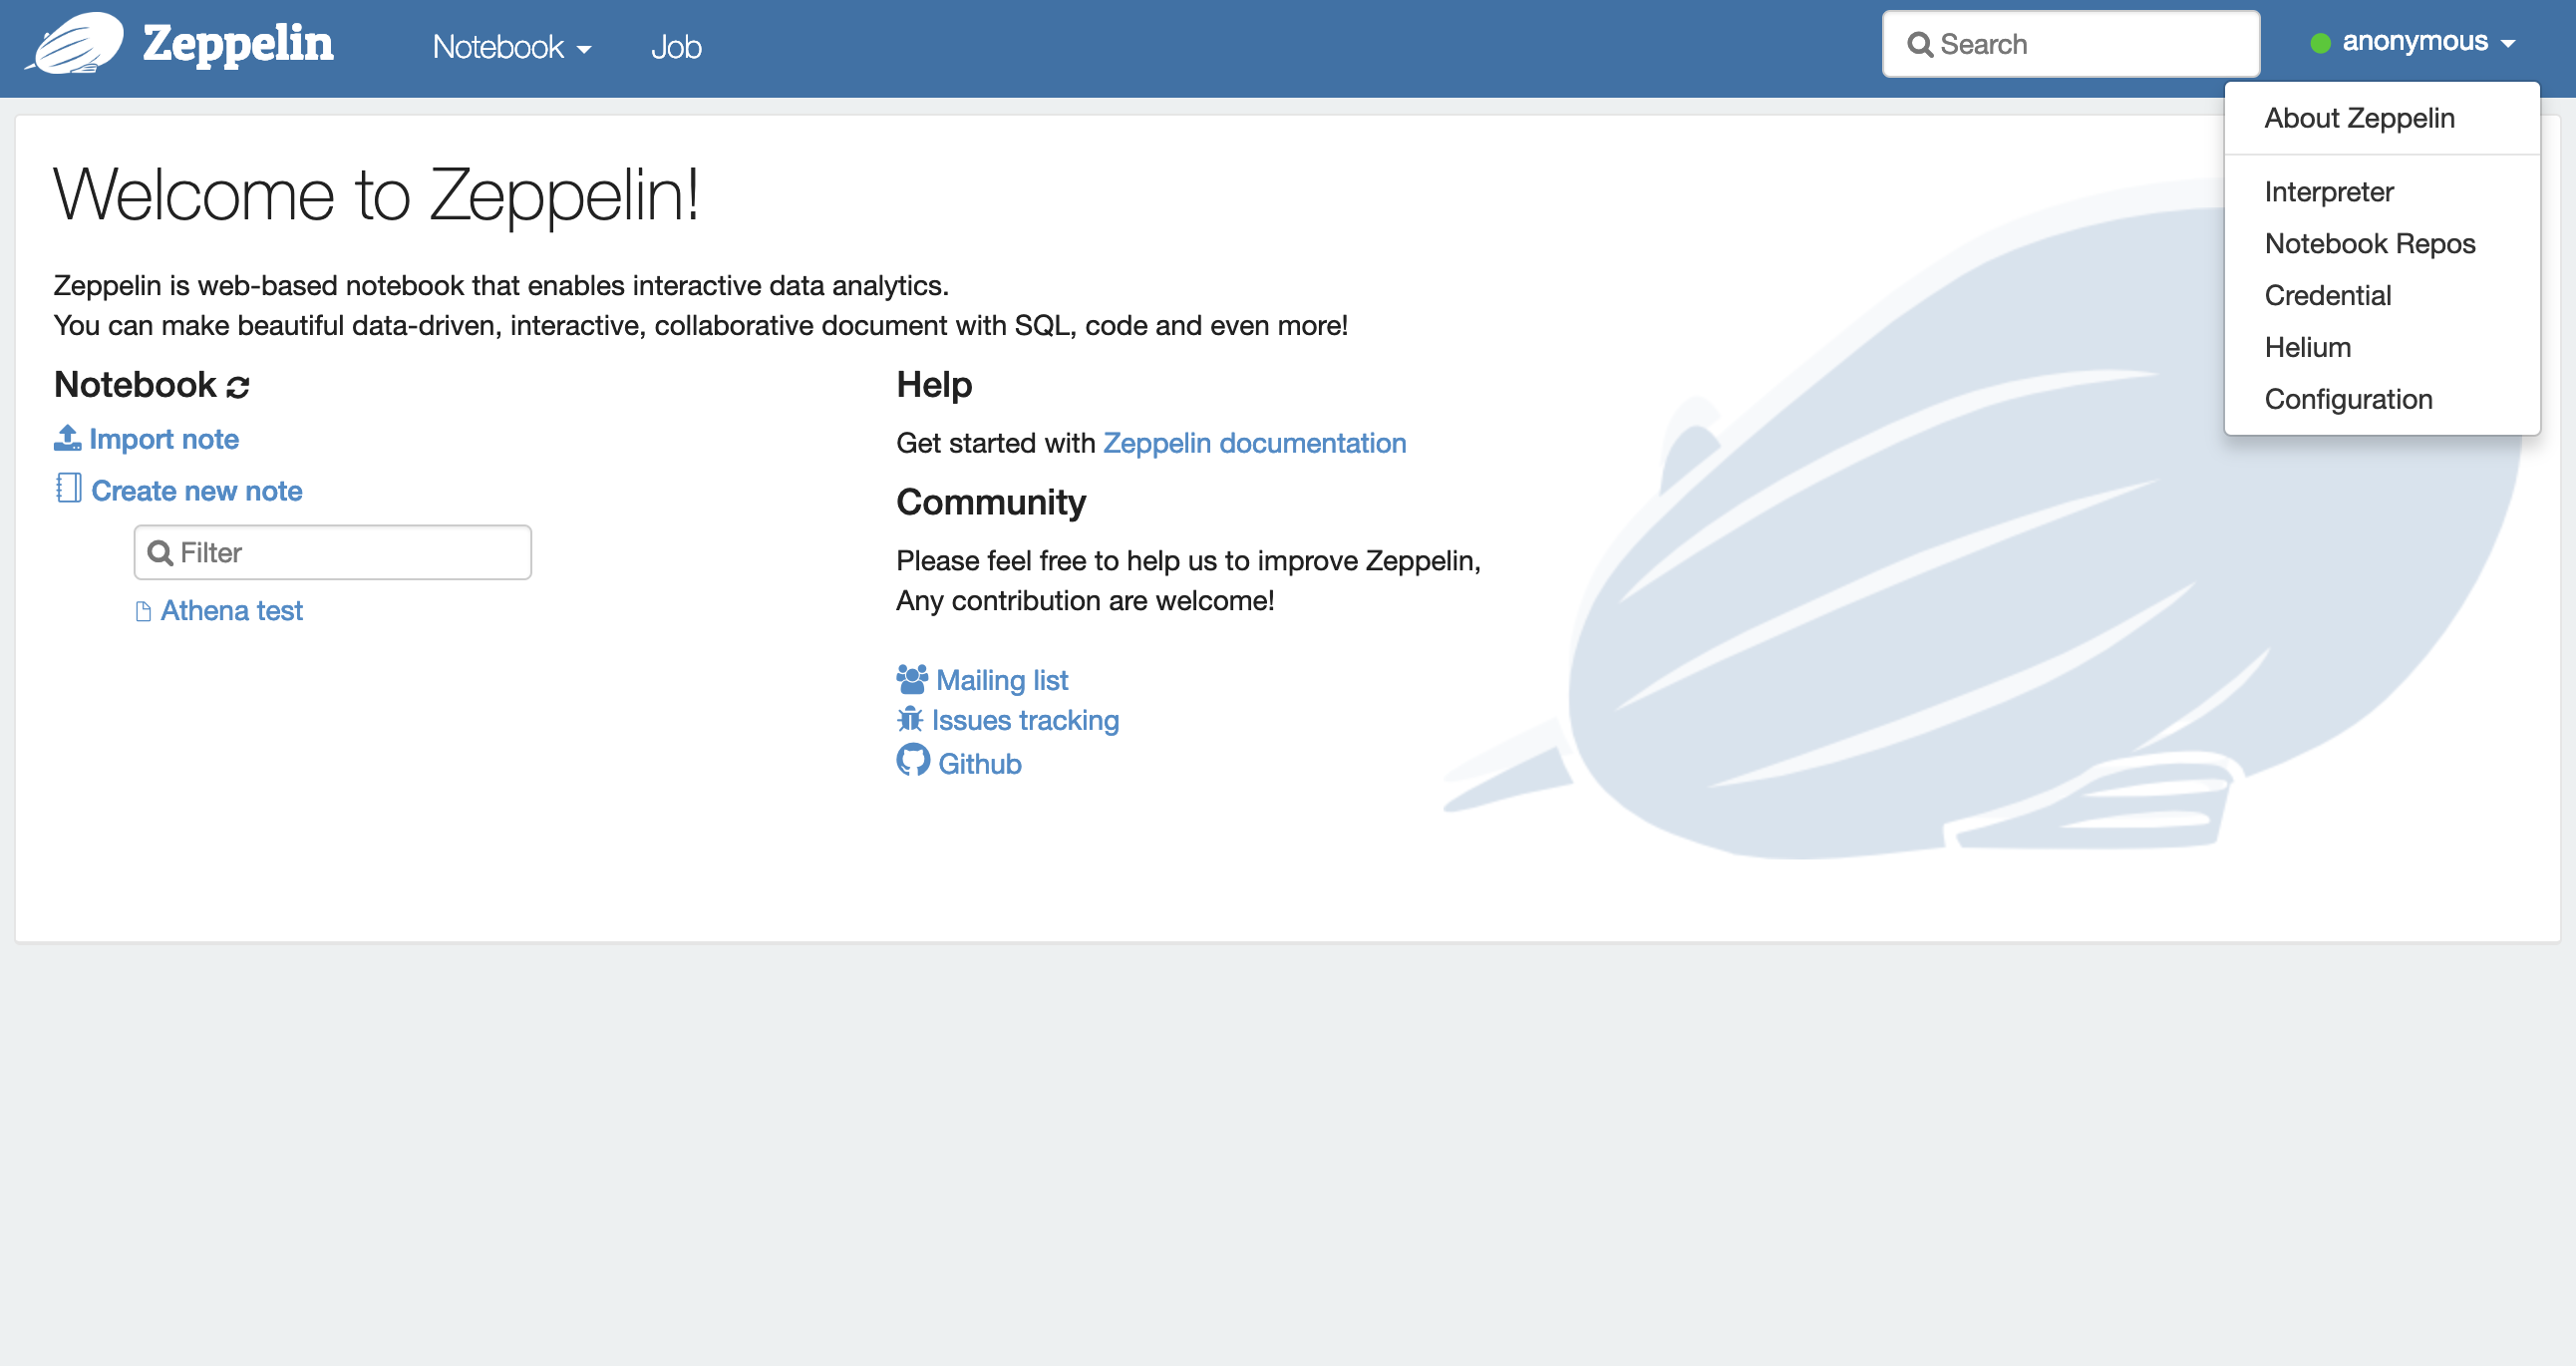 Zeppelin
Notebook
Job
Search
anonymous
About Zeppelin
Interpreter
Notebook Repos
Credential
Helium
Configuration
Welcome to Zeppelin!
Zeppelin is web-based notebook that enables interactive data analytics.
You can make beautiful data-driven, interactive, collaborative document with SQL, code and even more!
Notebook
Import note
Create new note
Filter
Athena test
Help
Get started with Zeppelin documentation
Community
Please feel free to help us to improve Zeppelin,
Any contribution are welcome!
Mailing list
Issues tracking
Github